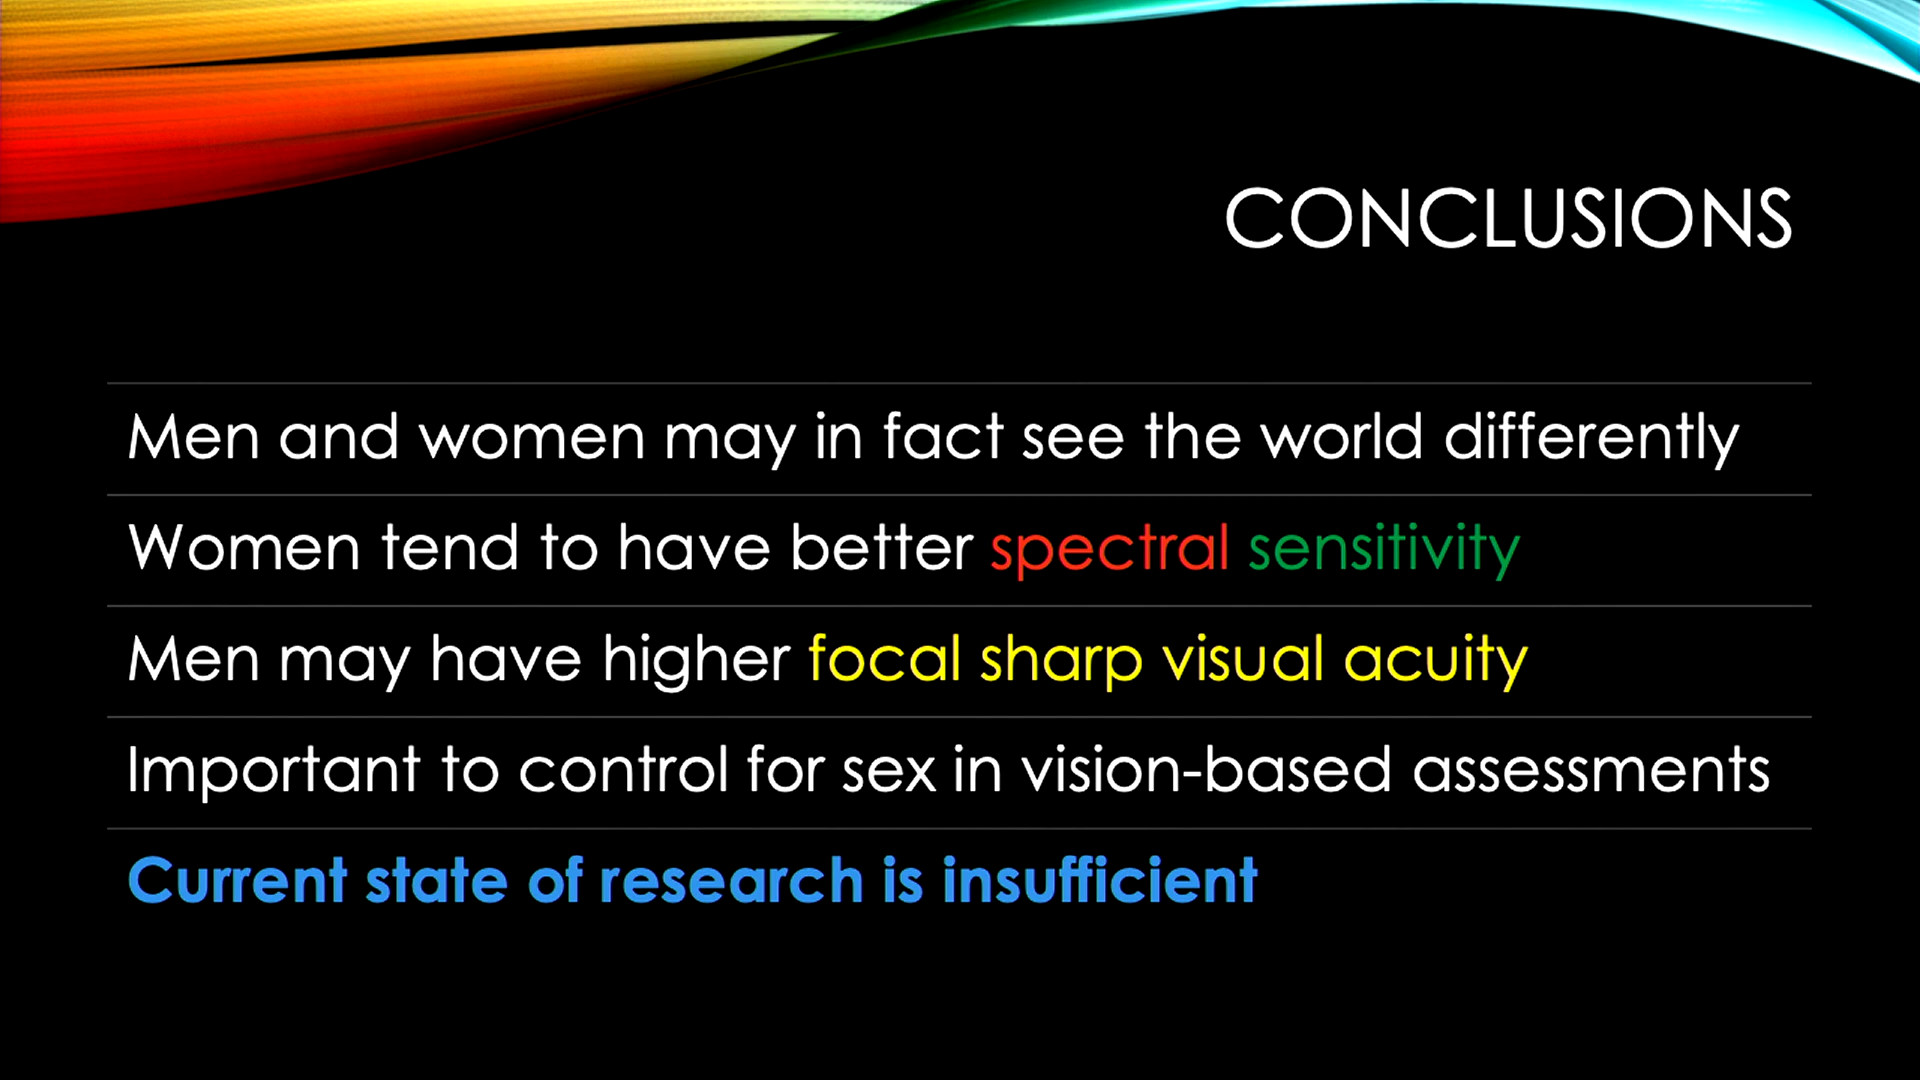 CONCLUSIONS
Men and women may in fact see the world differently
Women tend to have better spectral sensitivity
Men may have higher focal sharp visual acuity
Important to control for sex in vision-based assessments
Current state of research is insufficient